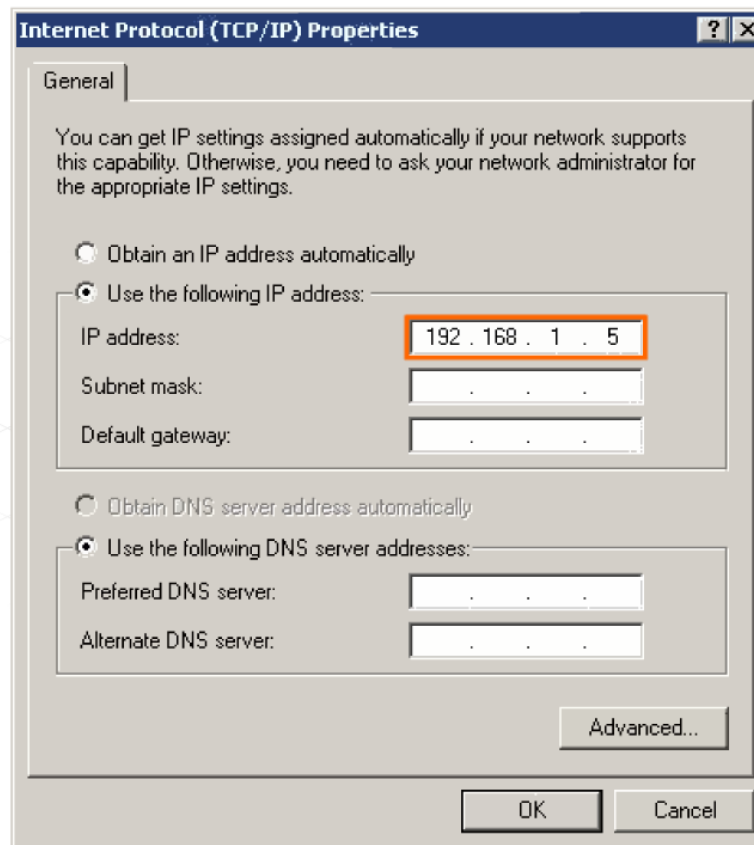 Internet Protocol (TCP/IP) Properties
General
You can get IP settings assigned automatically if your network supports
this capability. Otherwise, you need to ask your network administrator for
the appropriate IP settings.
Obtain an IP address automatically
Use the following IP address:
IP address: 192 . 168 . 1 . 5
Subnet mask: . . .
Default gateway: . . .
Obtain DNS server address automatically
Use the following DNS server addresses:
Preferred DNS server: . . .
Alternate DNS server: . . .
Advanced...
OK Cancel